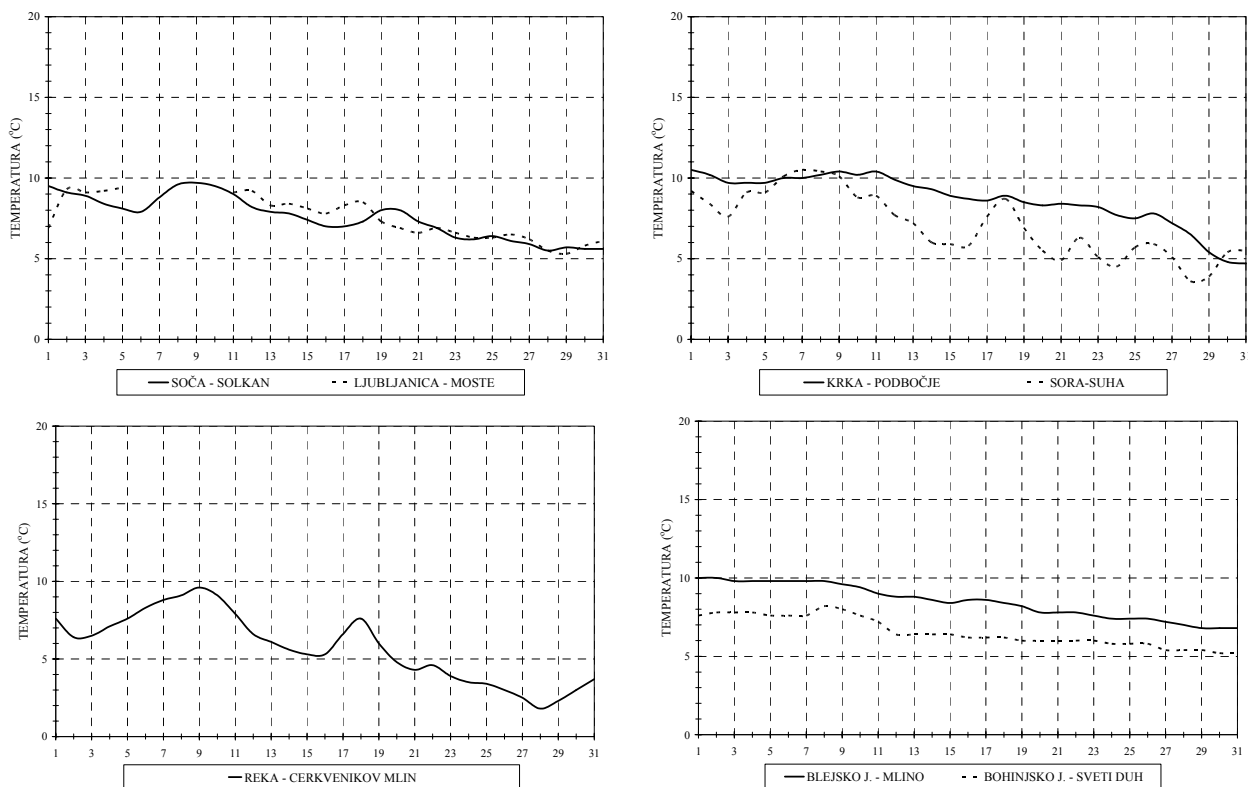 20
15
10
5
0
TEMPERATURA (°C)
1 3 5 7 9 11 13 15 17 19 21 23 25 27 29 31
SOČA - SOLKAN LJUBLJANICA - MOSTE
20
15
10
5
0
TEMPERATURA (°C)
1 3 5 7 9 11 13 15 17 19 21 23 25 27 29 31
KRKA - PODBOČJE SORA-SUHA
20
15
10
5
0
TEMPERATURA (°C)
1 3 5 7 9 11 13 15 17 19 21 23 25 27 29 31
REKA - CERKVENIKOV MLIN
20
15
10
5
0
TEMPERATURA (°C)
1 3 5 7 9 11 13 15 17 19 21 23 25 27 29 31
BLEJSKO J. - MLINO BOHINJSKO J. - SVETI DUH